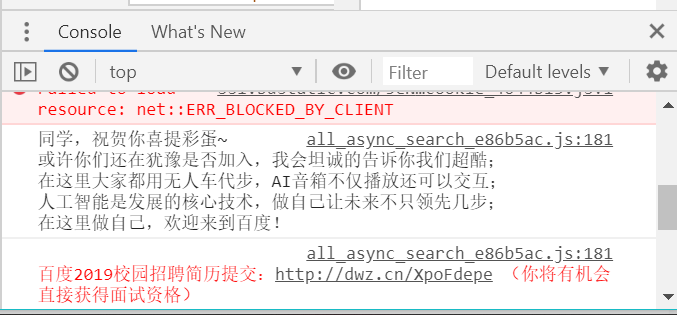 Console What's New
top Filter Default levels
resource: net::ERR_BLOCKED_BY_CLIENT
同学，祝贺你喜提彩蛋~ all_async_search_e86b5ac.js:181
或许你们还在犹豫是否加入，我会坦诚的告诉你我们超酷；
在这里大家都用无人车代步，AI音箱不仅播放还可以交互；
人工智能是发展的核心技术，做自己让未来不只领先几步；
在这里做自己，欢迎来到百度！
all_async_search_e86b5ac.js:181
百度2019校园招聘简历提交：http://dwz.cn/XpoFdepe （你将有机会
直接获得面试资格）